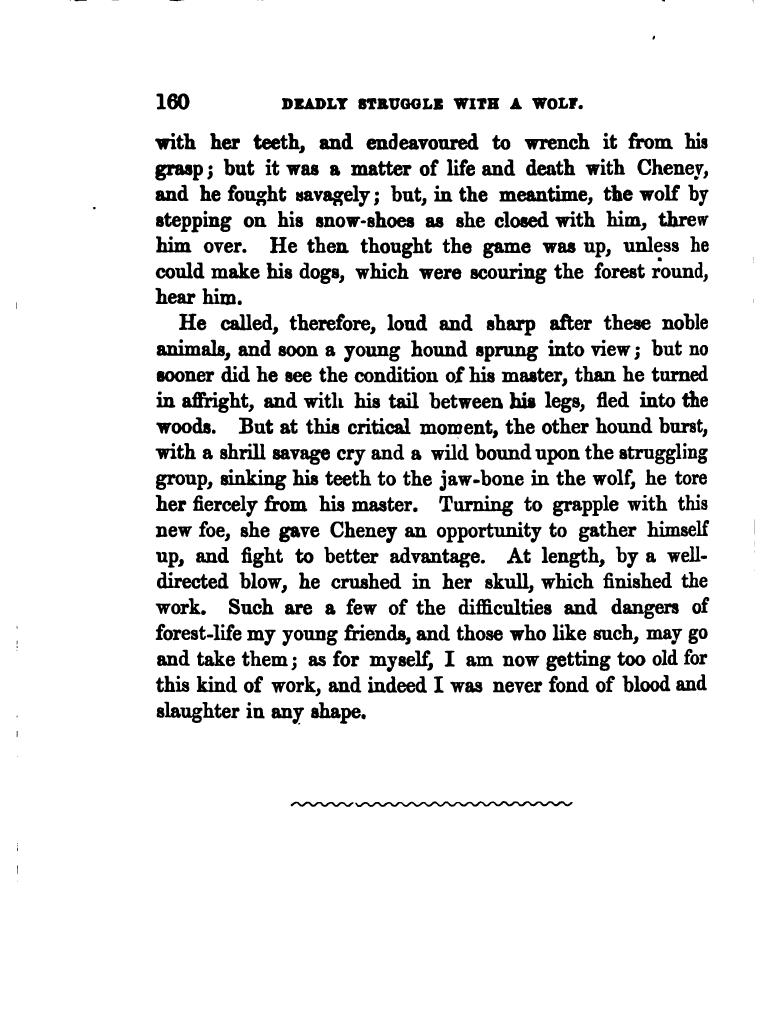 160 DEADLY STRUGGLE WITH A WOLF.
with her teeth, and endeavoured to wrench it from his
grasp; but it was a matter of life and death with Cheney,
and he fought savagely; but, in the meantime, the wolf by
stepping on his snow-shoes as she closed with him, threw
him over. He then thought the game was up, unless he
could make his dogs, which were scouring the forest round,
hear him.
He called, therefore, loud and sharp after these noble
animals, and soon a young hound sprung into view; but no
sooner did he see the condition of his master, than he turned
in affright, and with his tail between his legs, fled into the
woods. But at this critical moment, the other hound burst,
with a shrill savage cry and a wild bound upon the struggling
group, sinking his teeth to the jaw-bone in the wolf, he tore
her fiercely from his master. Turning to grapple with this
new foe, she gave Cheney an opportunity to gather himself
up, and fight to better advantage. At length, by a well-
directed blow, he crushed in her skull, which finished the
work. Such are a few of the difficulties and dangers of
forest-life my young friends, and those who like such, may go
and take them; as for myself, I am now getting too old for
this kind of work, and indeed I was never fond of blood and
slaughter in any shape.